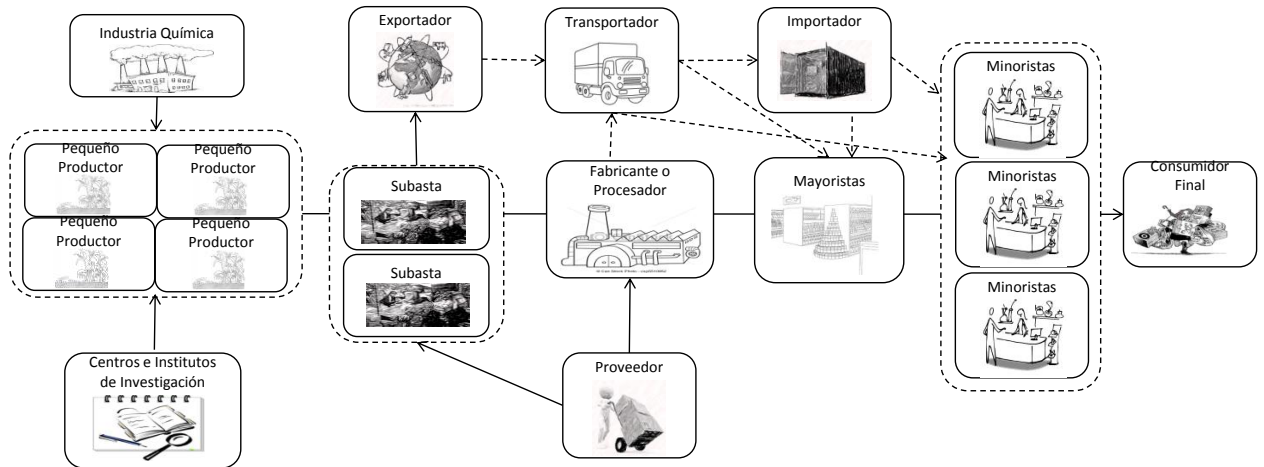 Industria Química
Exportador
Transportador
Importador
Pequeño
Productor
Pequeño
Productor
Pequeño
Productor
Pequeño
Productor
Subasta
Subasta
Fabricante o
Procesador
Mayoristas
Minoristas
Minoristas
Minoristas
Consumidor
Final
Centros e Institutos
de Investigación
Proveedor